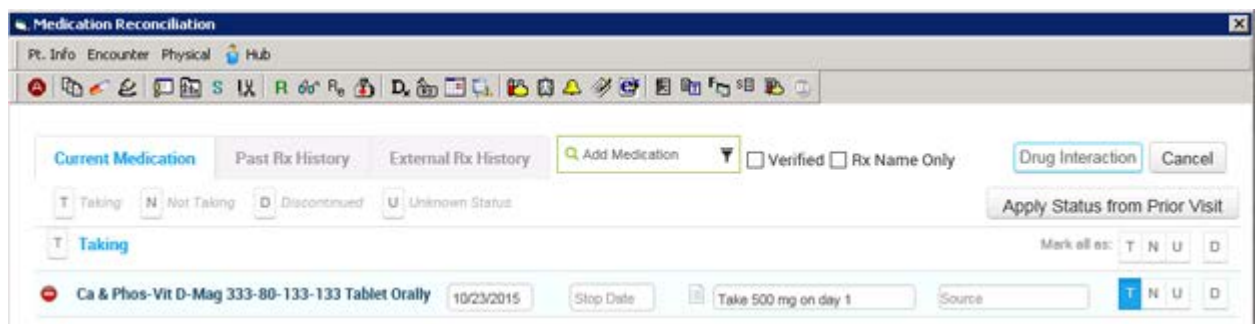 Medication Reconciliation
Pt. Info Encounter Physical Hub
Current Medication Past Rx History External Rx History Add Medication Verified Rx Name Only Drug Interaction Cancel
T Taking N Not Taking D Discontinued U Unknown Status Apply Status from Prior Visit
T Taking Mark all as: T N U D
Ca & Phos-Vit D-Mag 333-80-133-133 Tablet Orally 10/23/2015 Stop Date Take 500 mg on day 1 Source T N U D